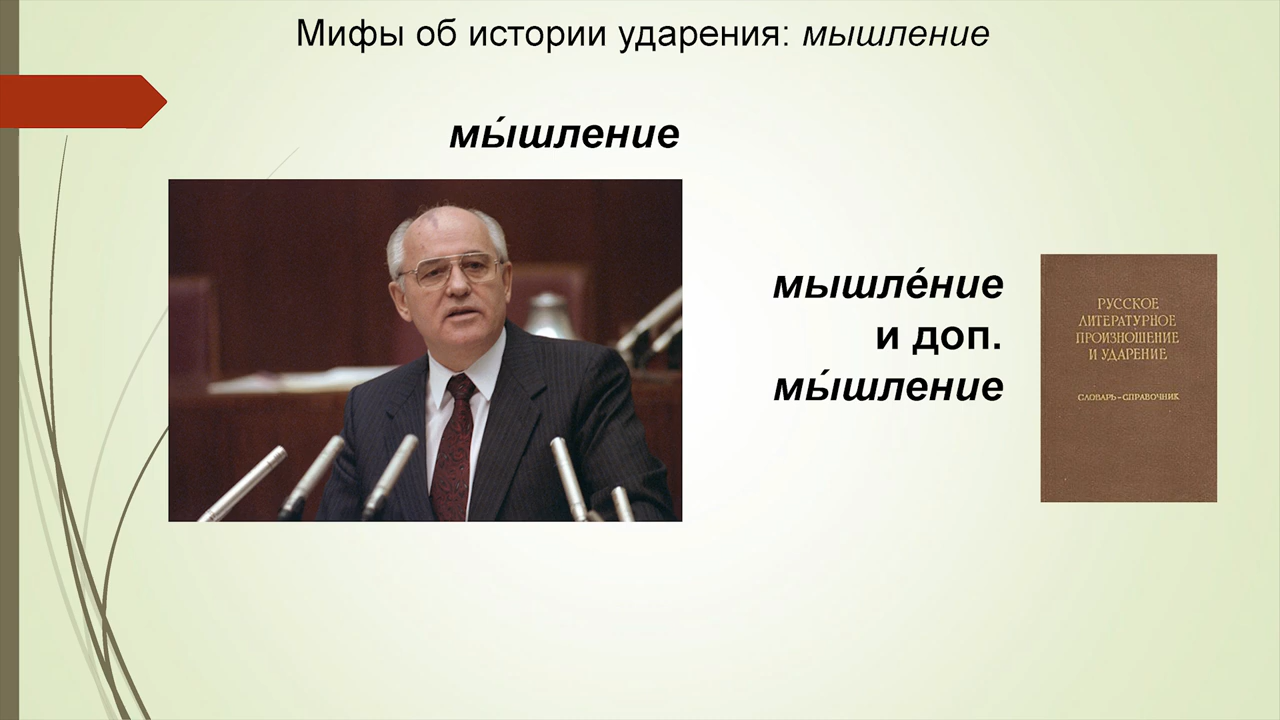 Мифы об истории ударения: мышление
мы́шление
мышле́ние
и доп.
мы́шление
РУССКОЕ
ЛИТЕРАТУРНОЕ
ПРОИЗНОШЕНИЕ
И УДАРЕНИЕ
СЛОВАРЬ-СПРАВОЧНИК